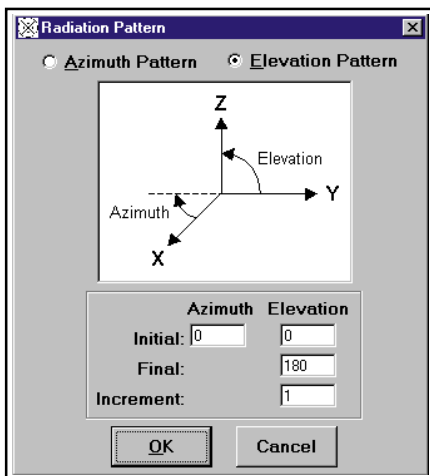 Radiation Pattern
Azimuth Pattern Elevation Pattern
Z
Elevation
Y
Azimuth
X
Azimuth Elevation
Initial: 0 0
Final: 180
Increment: 1
OK Cancel